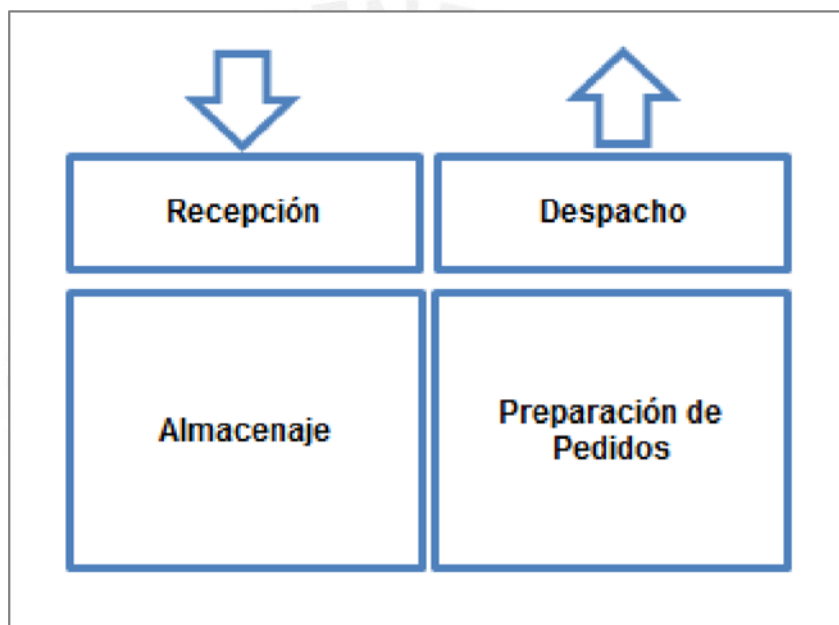 Recepción
Despacho
Almacenaje
Preparación de
Pedidos